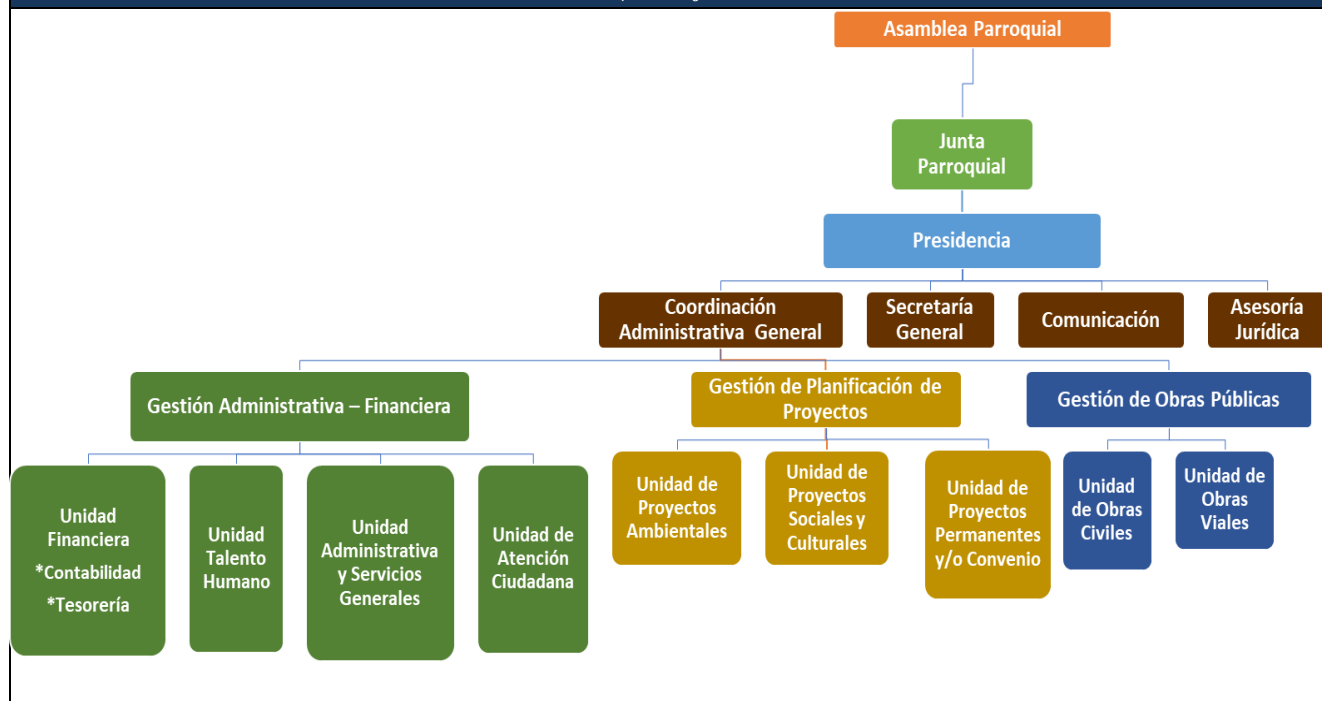 Asamblea Parroquial
Junta
Parroquial
Presidencia
Coordinación
Administrativa General
Secretaría
General
Comunicación
Asesoría
Jurídica
Gestión Administrativa – Financiera
Gestión de Planificación de
Proyectos
Gestión de Obras Públicas
Unidad
Financiera
*Contabilidad
*Tesorería
Unidad
Talento
Humano
Unidad
Administrativa
y Servicios
Generales
Unidad de
Atención
Ciudadana
Unidad de
Proyectos
Ambientales
Unidad de
Proyectos
Sociales y
Culturales
Unidad de
Proyectos
Permanentes
y/o Convenio
Unidad
de Obras
Civiles
Unidad de
Obras
Viales